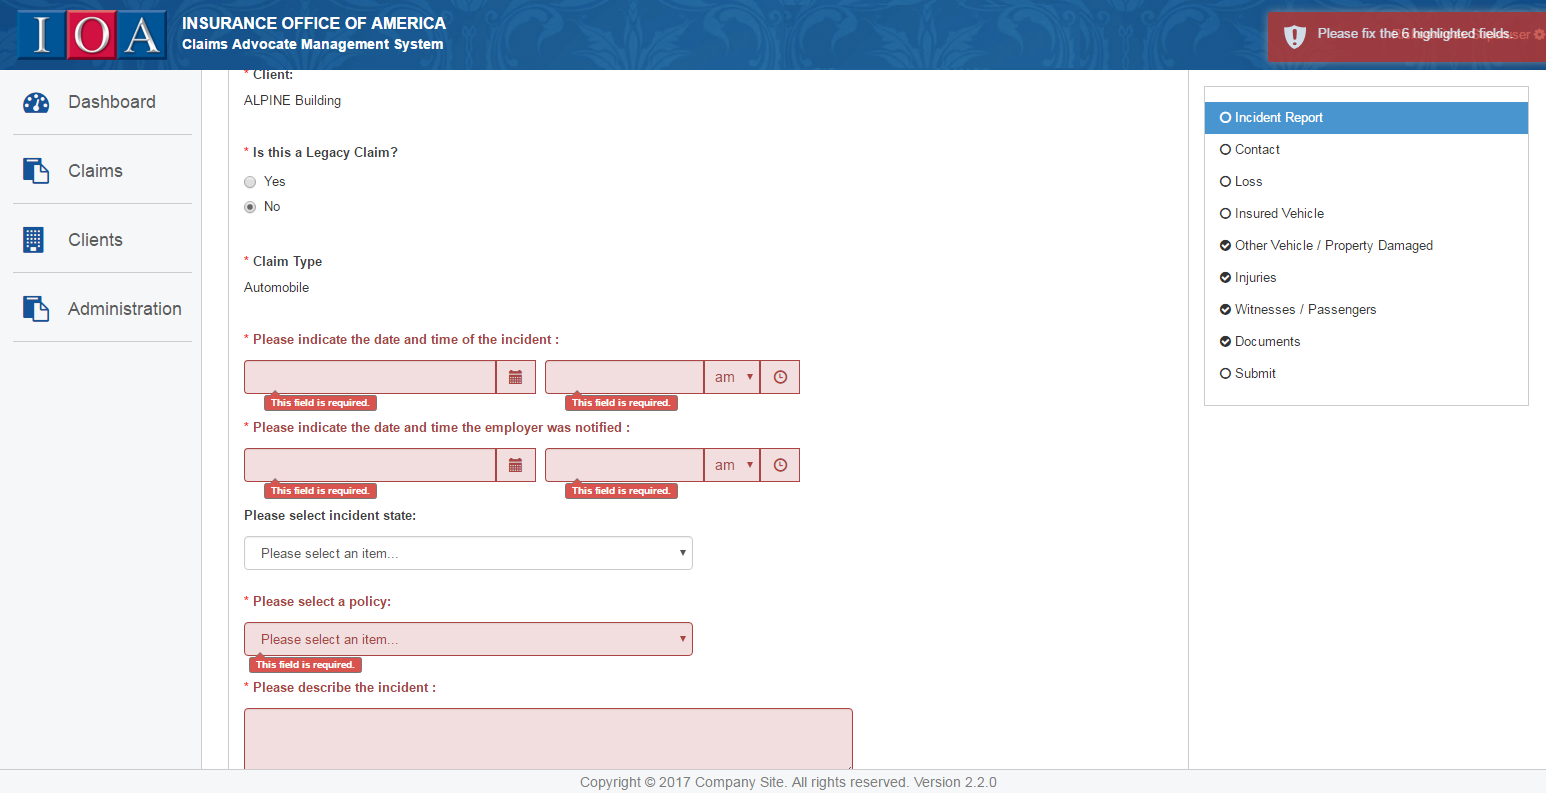 IOA
INSURANCE OFFICE OF AMERICA
Claims Advocate Management System
Please fix the 6 highlighted fields.
Dashboard
Claims
Clients
Administration
* Client:
ALPINE Building
* Is this a Legacy Claim?
Yes
No
* Claim Type
Automobile
* Please indicate the date and time of the incident :
am
This field is required. This field is required.
* Please indicate the date and time the employer was notified :
am
This field is required. This field is required.
Please select incident state:
Please select an item...
* Please select a policy:
Please select an item...
This field is required.
* Please describe the incident :
Incident Report
Contact
Loss
Insured Vehicle
Other Vehicle / Property Damaged
Injuries
Witnesses / Passengers
Documents
Submit
Copyright © 2017 Company Site. All rights reserved. Version 2.2.0